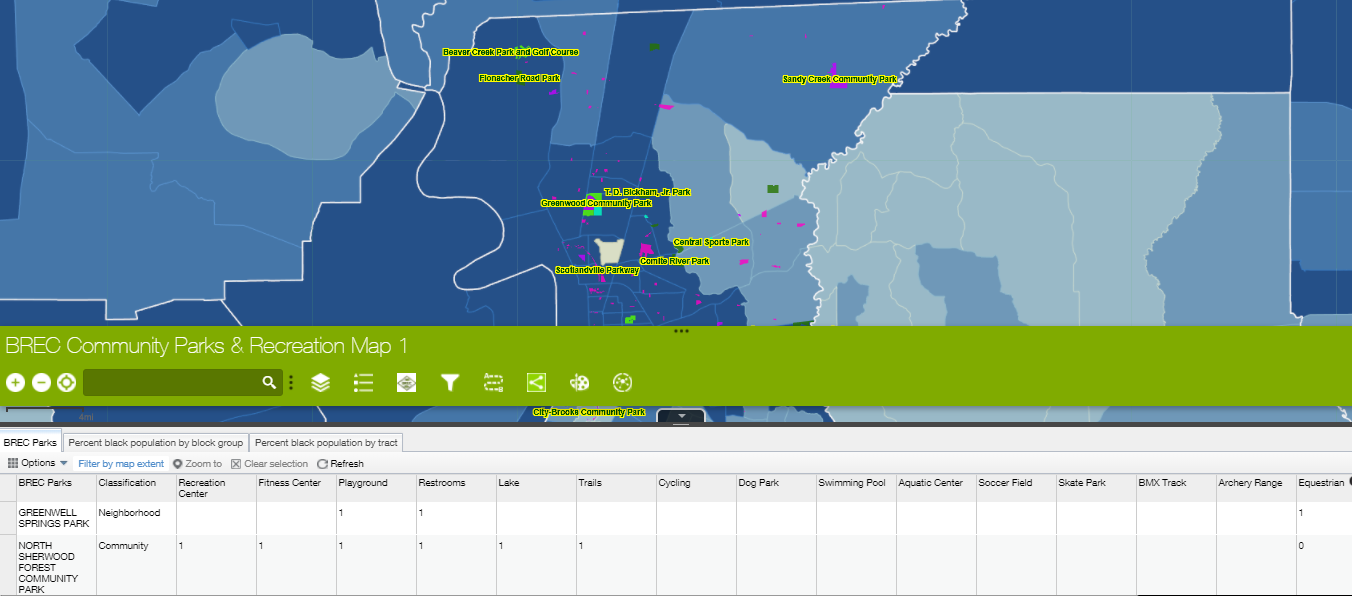 Beaver Creek Park and Golf Course
Flonacher Road Park
Sandy Creek Community Park
T. D. Bickham, Jr. Park
Greenwood Community Park
Central Sports Park
Comite River Park
Scotlandville Parkway
BREC Community Parks & Recreation Map 1
City-Brooks Community Park
4mi
BREC Parks Percent black population by block group Percent black population by tract
Options Filter by map extent Zoom to Clear selection Refresh
BREC Parks Classification Recreation Fitness Center Playground Restrooms Lake Trails Cycling Dog Park Swimming Pool Aquatic Center Soccer Field Skate Park BMX Track Archery Range Equestrian
Center
GREENWELL Neighborhood 1 1 1
SPRINGS PARK
NORTH Community 1 1 1 1 1 1 0
SHERWOOD
FOREST
COMMUNITY
PARK